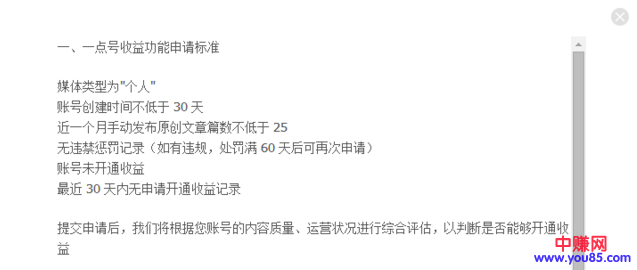 一、一点号收益功能申请标准
媒体类型为"个人"
账号创建时间不低于 30 天
近一个月手动发布原创文章篇数不低于 25
无违禁惩罚记录（如有违规，处罚满 60 天后可再次申请）
账号未开通收益
最近 30 天内无申请开通收益记录
提交申请后，我们将根据您账号的内容质量、运营状况进行综合评估，以判断是否能够开通收
益
中赚网
www.you85.com